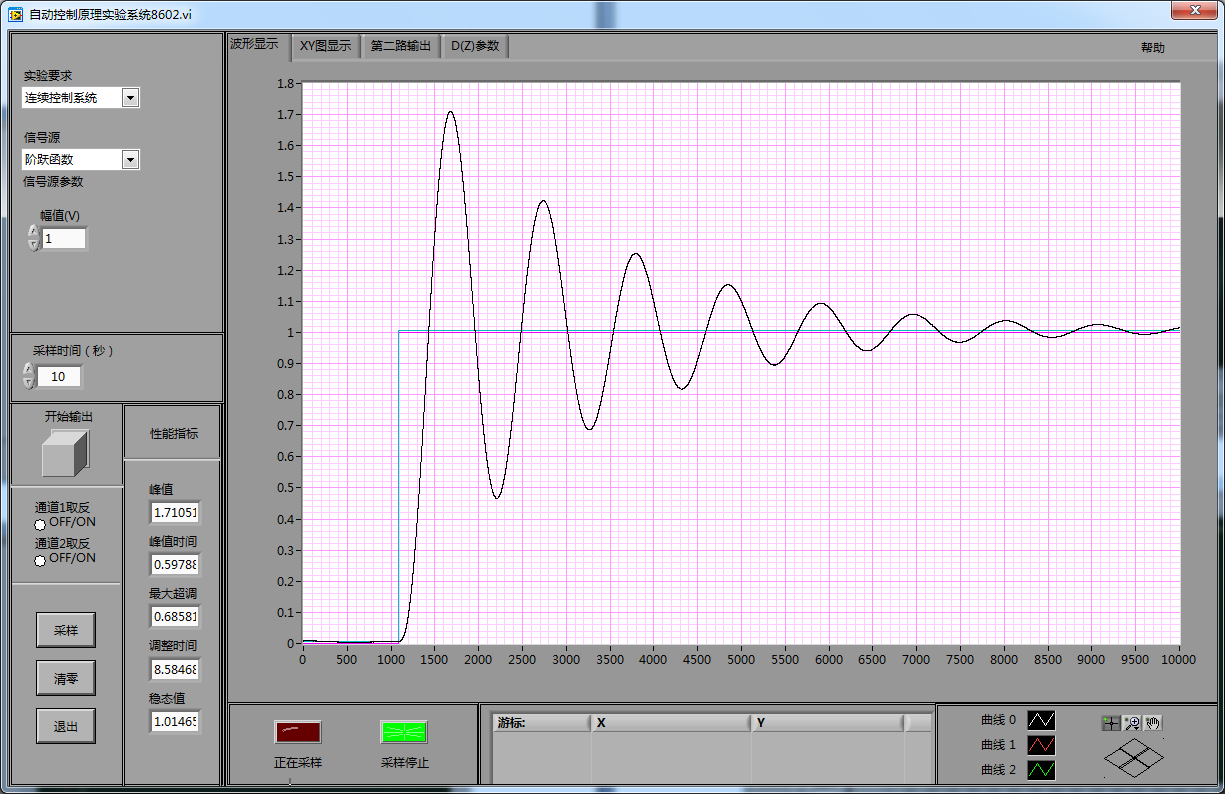 自动控制原理实验系统8602.vi
波形显示 XY图显示 第二路输出 D(Z)参数 帮助
实验要求
连续控制系统
信号源
阶跃函数
信号源参数
幅值(V)
1
采样时间（秒）
10
开始输出
通道1取反
OFF/ON
通道2取反
OFF/ON
采样
清零
退出
性能指标
峰值
1.71051
峰值时间
0.59788
最大超调
0.68581
调整时间
8.58468
稳态值
1.01465
1.8
1.7
1.6
1.5
1.4
1.3
1.2
1.1
1
0.9
0.8
0.7
0.6
0.5
0.4
0.3
0.2
0.1
0
0 500 1000 1500 2000 2500 3000 3500 4000 4500 5000 5500 6000 6500 7000 7500 8000 8500 9000 9500 10000
正在采样 采样停止
游标: X Y
曲线 0
曲线 1
曲线 2